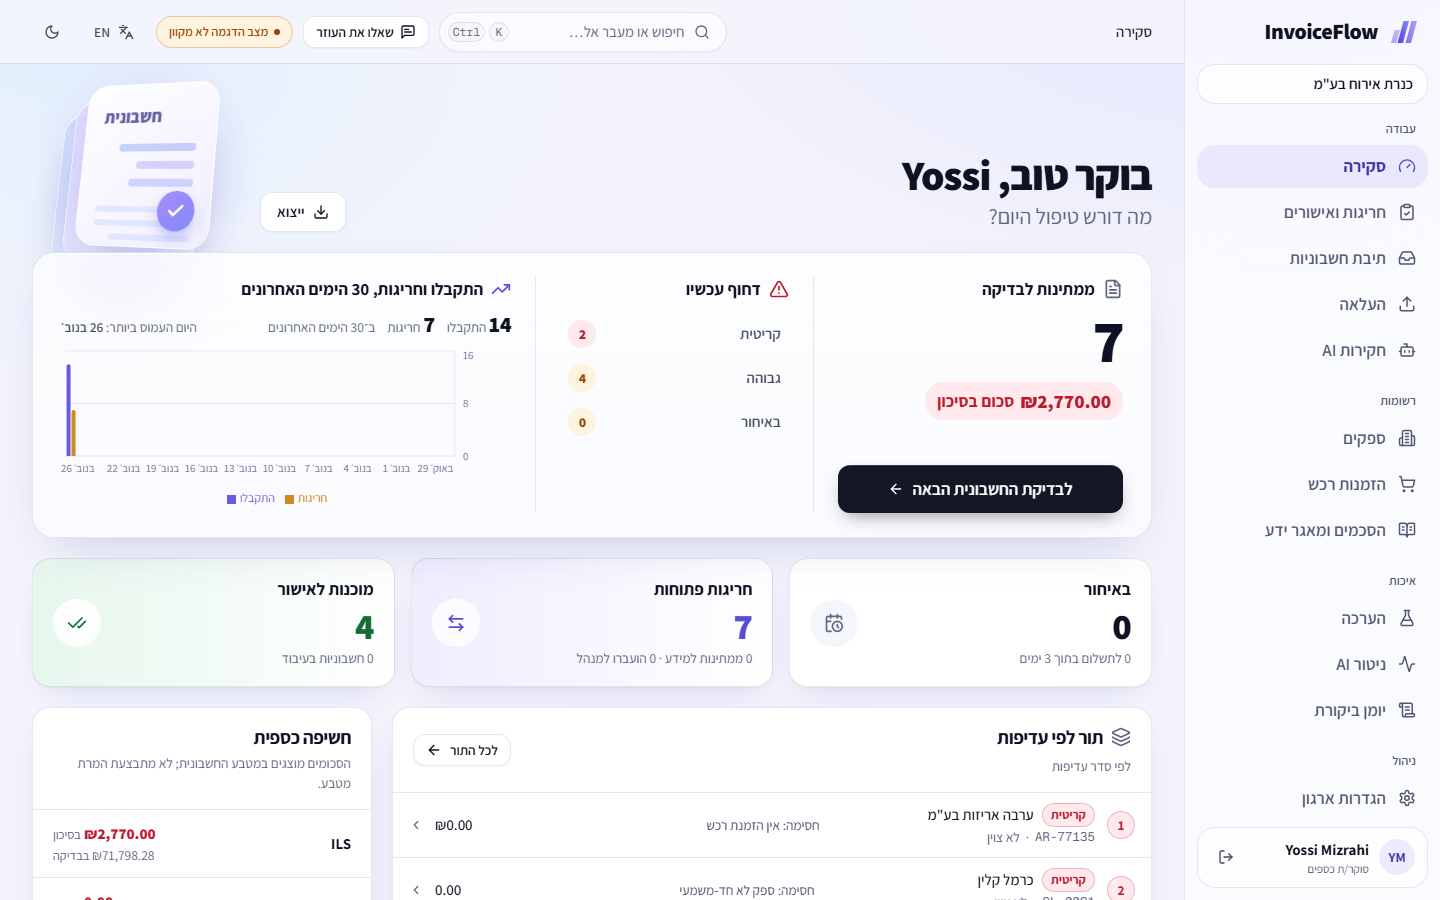 InvoiceFlow
כנרת אירוח בע"מ
עבודה
סקירה
חריגות ואישורים
תיבת חשבוניות
העלאה
חקירות AI
רשומות
ספקים
הזמנות רכש
הסכמים ומאגר ידע
איכות
הערכה
ניטור AI
יומן ביקורת
ניהול
הגדרות ארגון
YM
Yossi Mizrahi
סוקר/ת כספים
סקירה
חיפוש או מעבר אל…
Ctrl K
שאלו את העוזר
מצב הדגמה לא מקוון
EN
בוקר טוב, Yossi
מה דורש טיפול היום?
ייצוא
חשבונית
ממתינות לבדיקה
7
₪2,770.00 סכום בסיכון
לבדיקת החשבונית הבאה
דחוף עכשיו
קריטית 2
גבוהה 4
באיחור 0
התקבלו וחריגות, 30 הימים האחרונים
14 התקבלו 7 חריגות ב־30 הימים האחרונים
היום העמוס ביותר: 26 בנוב׳
16
8
0
29 באוק׳ 1 בנוב׳ 4 בנוב׳ 7 בנוב׳ 10 בנוב׳ 13 בנוב׳ 16 בנוב׳ 19 בנוב׳ 22 בנוב׳ 26 בנוב׳
חריגות התקבלו
באיחור
0
0 לתשלום בתוך 3 ימים
חריגות פתוחות
7
0 ממתינות למידע · 0 הועברו למנהל
מוכנות לאישור
4
0 חשבוניות בעיבוד
תור לפי עדיפות
לפי סדר עדיפות
לכל התור
1 קריטית ערבה אריזות בע"מ
AR-77135 · לא צוין
חסימה: אין הזמנת רכש
₪0.00
2 קריטית כרמל קלין
חסימה: ספק לא חד-משמעי
0.00
חשיפה כספית
הסכומים מוצגים במטבע החשבונית; לא מתבצעת המרת
מטבע.
ILS
₪2,770.00 בסיכון
₪71,798.28 בבדיקה